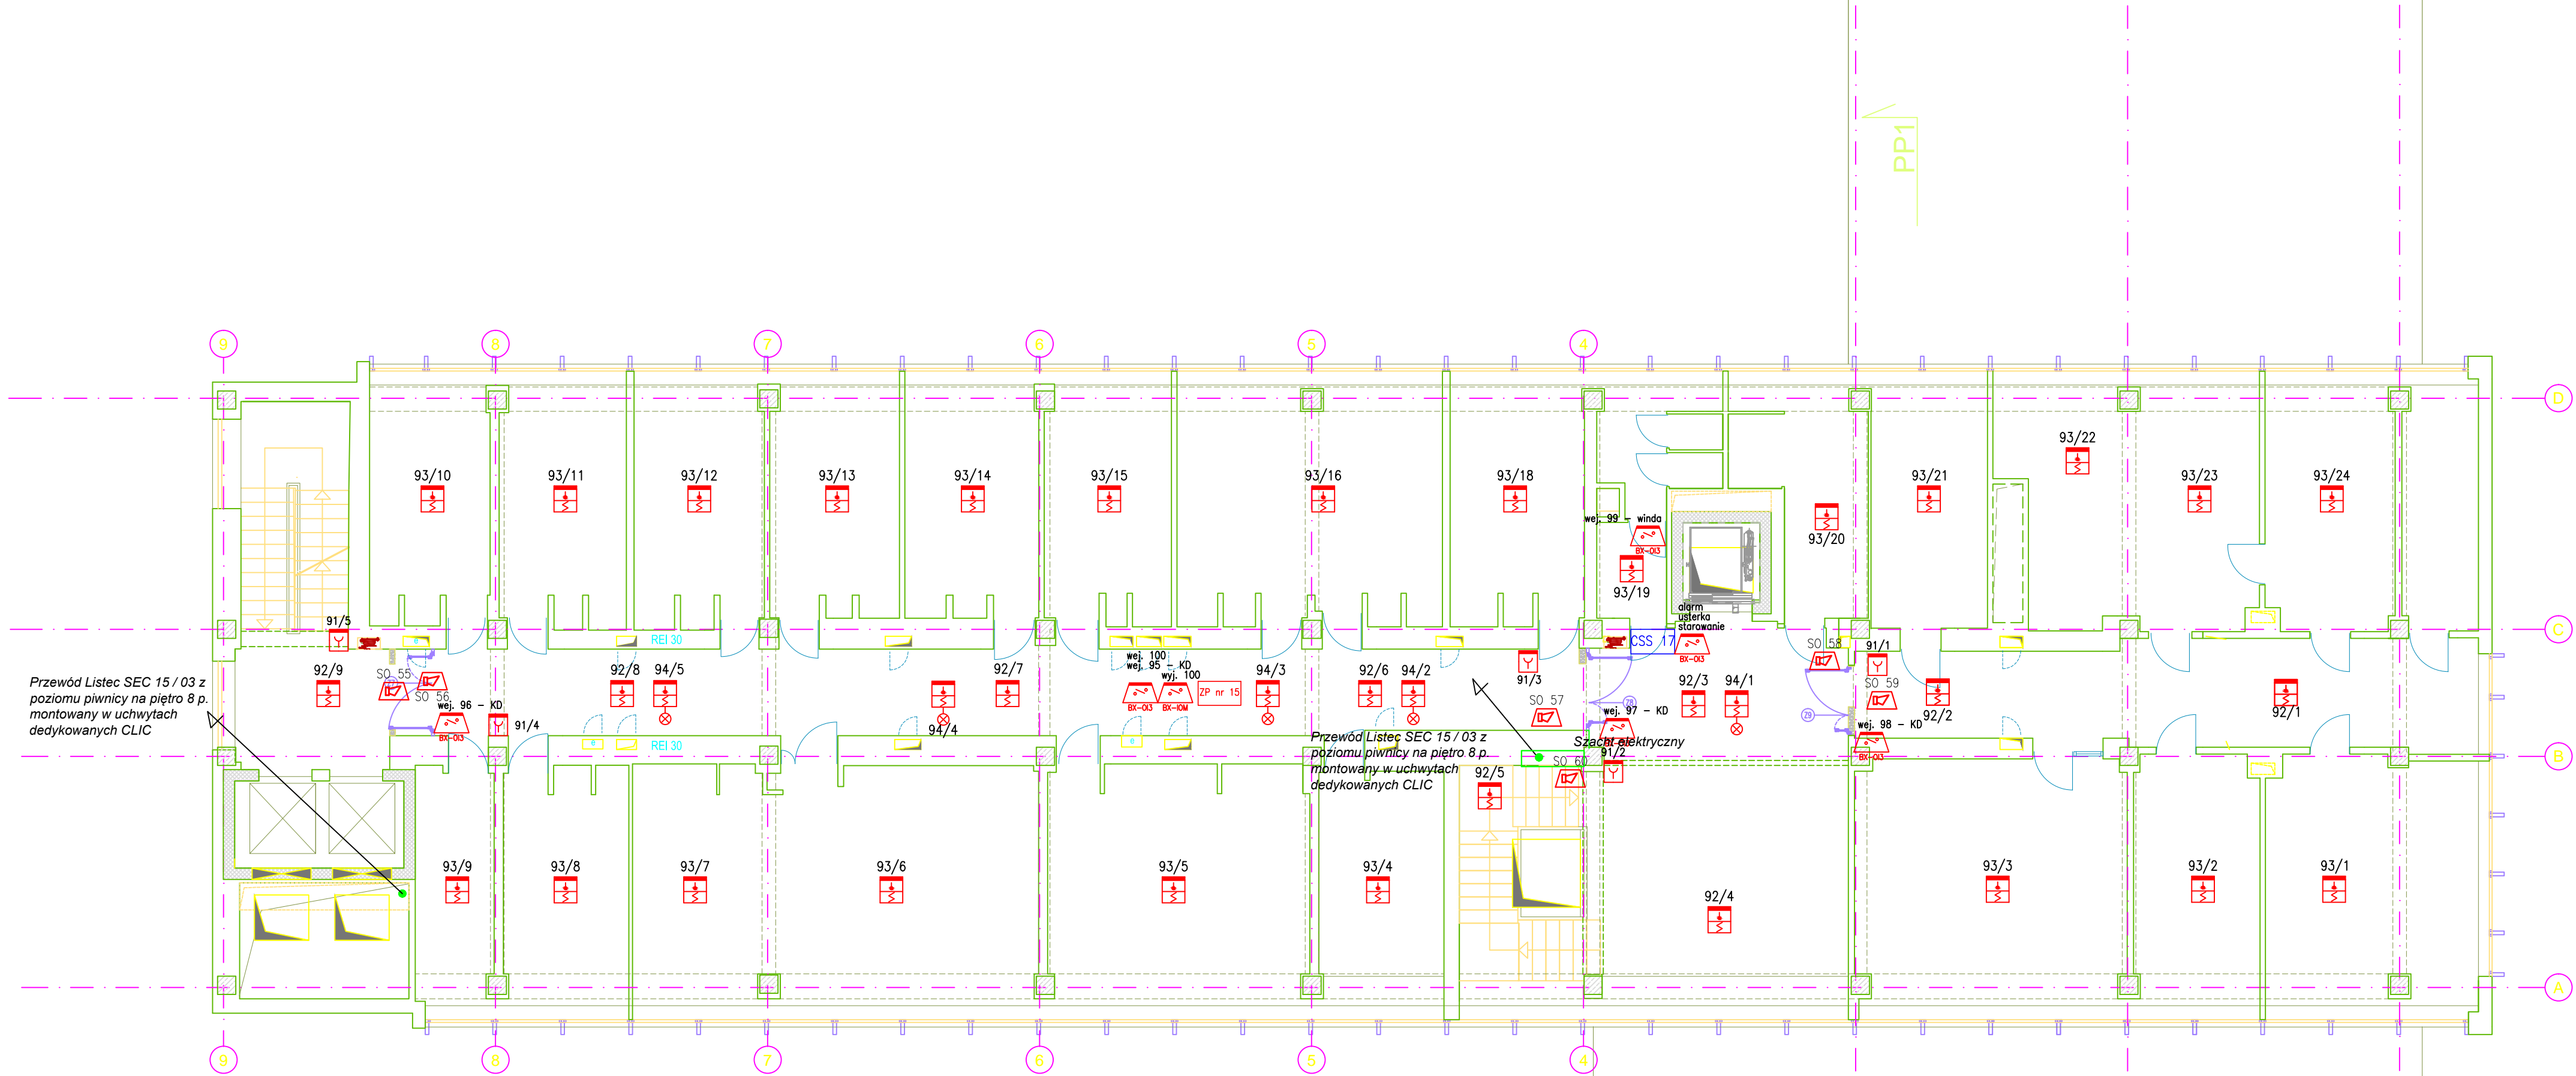 PP1
9
8
7
6
5
4
D
93/22
93/10
93/11
93/12
93/13
93/14
93/15
93/16
93/18
93/21
93/23
93/24
wej. 99 – winda
BX-OI3
93/20
93/19
alarm
usterka
starowanie
CSS 17
BX-OI3
91/5
REI 30
C
SO 58
91/1
wej. 100
wej. 95 – KD
wyj. 100
ZP nr 15
BX-OI3
BX-IOM
92/9
SO 55
SO 56
92/8
94/5
94/4
92/7
94/3
92/6
94/2
91/3
92/3
94/1
SO 59
92/2
92/1
Przewód Listec SEC 15 / 03 z
poziomu piwnicy na piętro 8 p.
montowany w uchwytach
dedykowanych CLIC
wej. 96 – KD
BX-OI3
91/4
REI 30
SO 57
Z8
Z9
wej. 97 – KD
wej. 98 – KD
BX-OI3
Przewód Listec SEC 15 / 03 z
poziomu piwnicy na piętro 8 p.
montowany w uchwytach
dedykowanych CLIC
Szacht elektryczny
91/2
SO 60
92/5
B
93/9
93/8
93/7
93/6
93/5
93/4
92/4
93/3
93/2
93/1
A
9
8
7
6
5
4